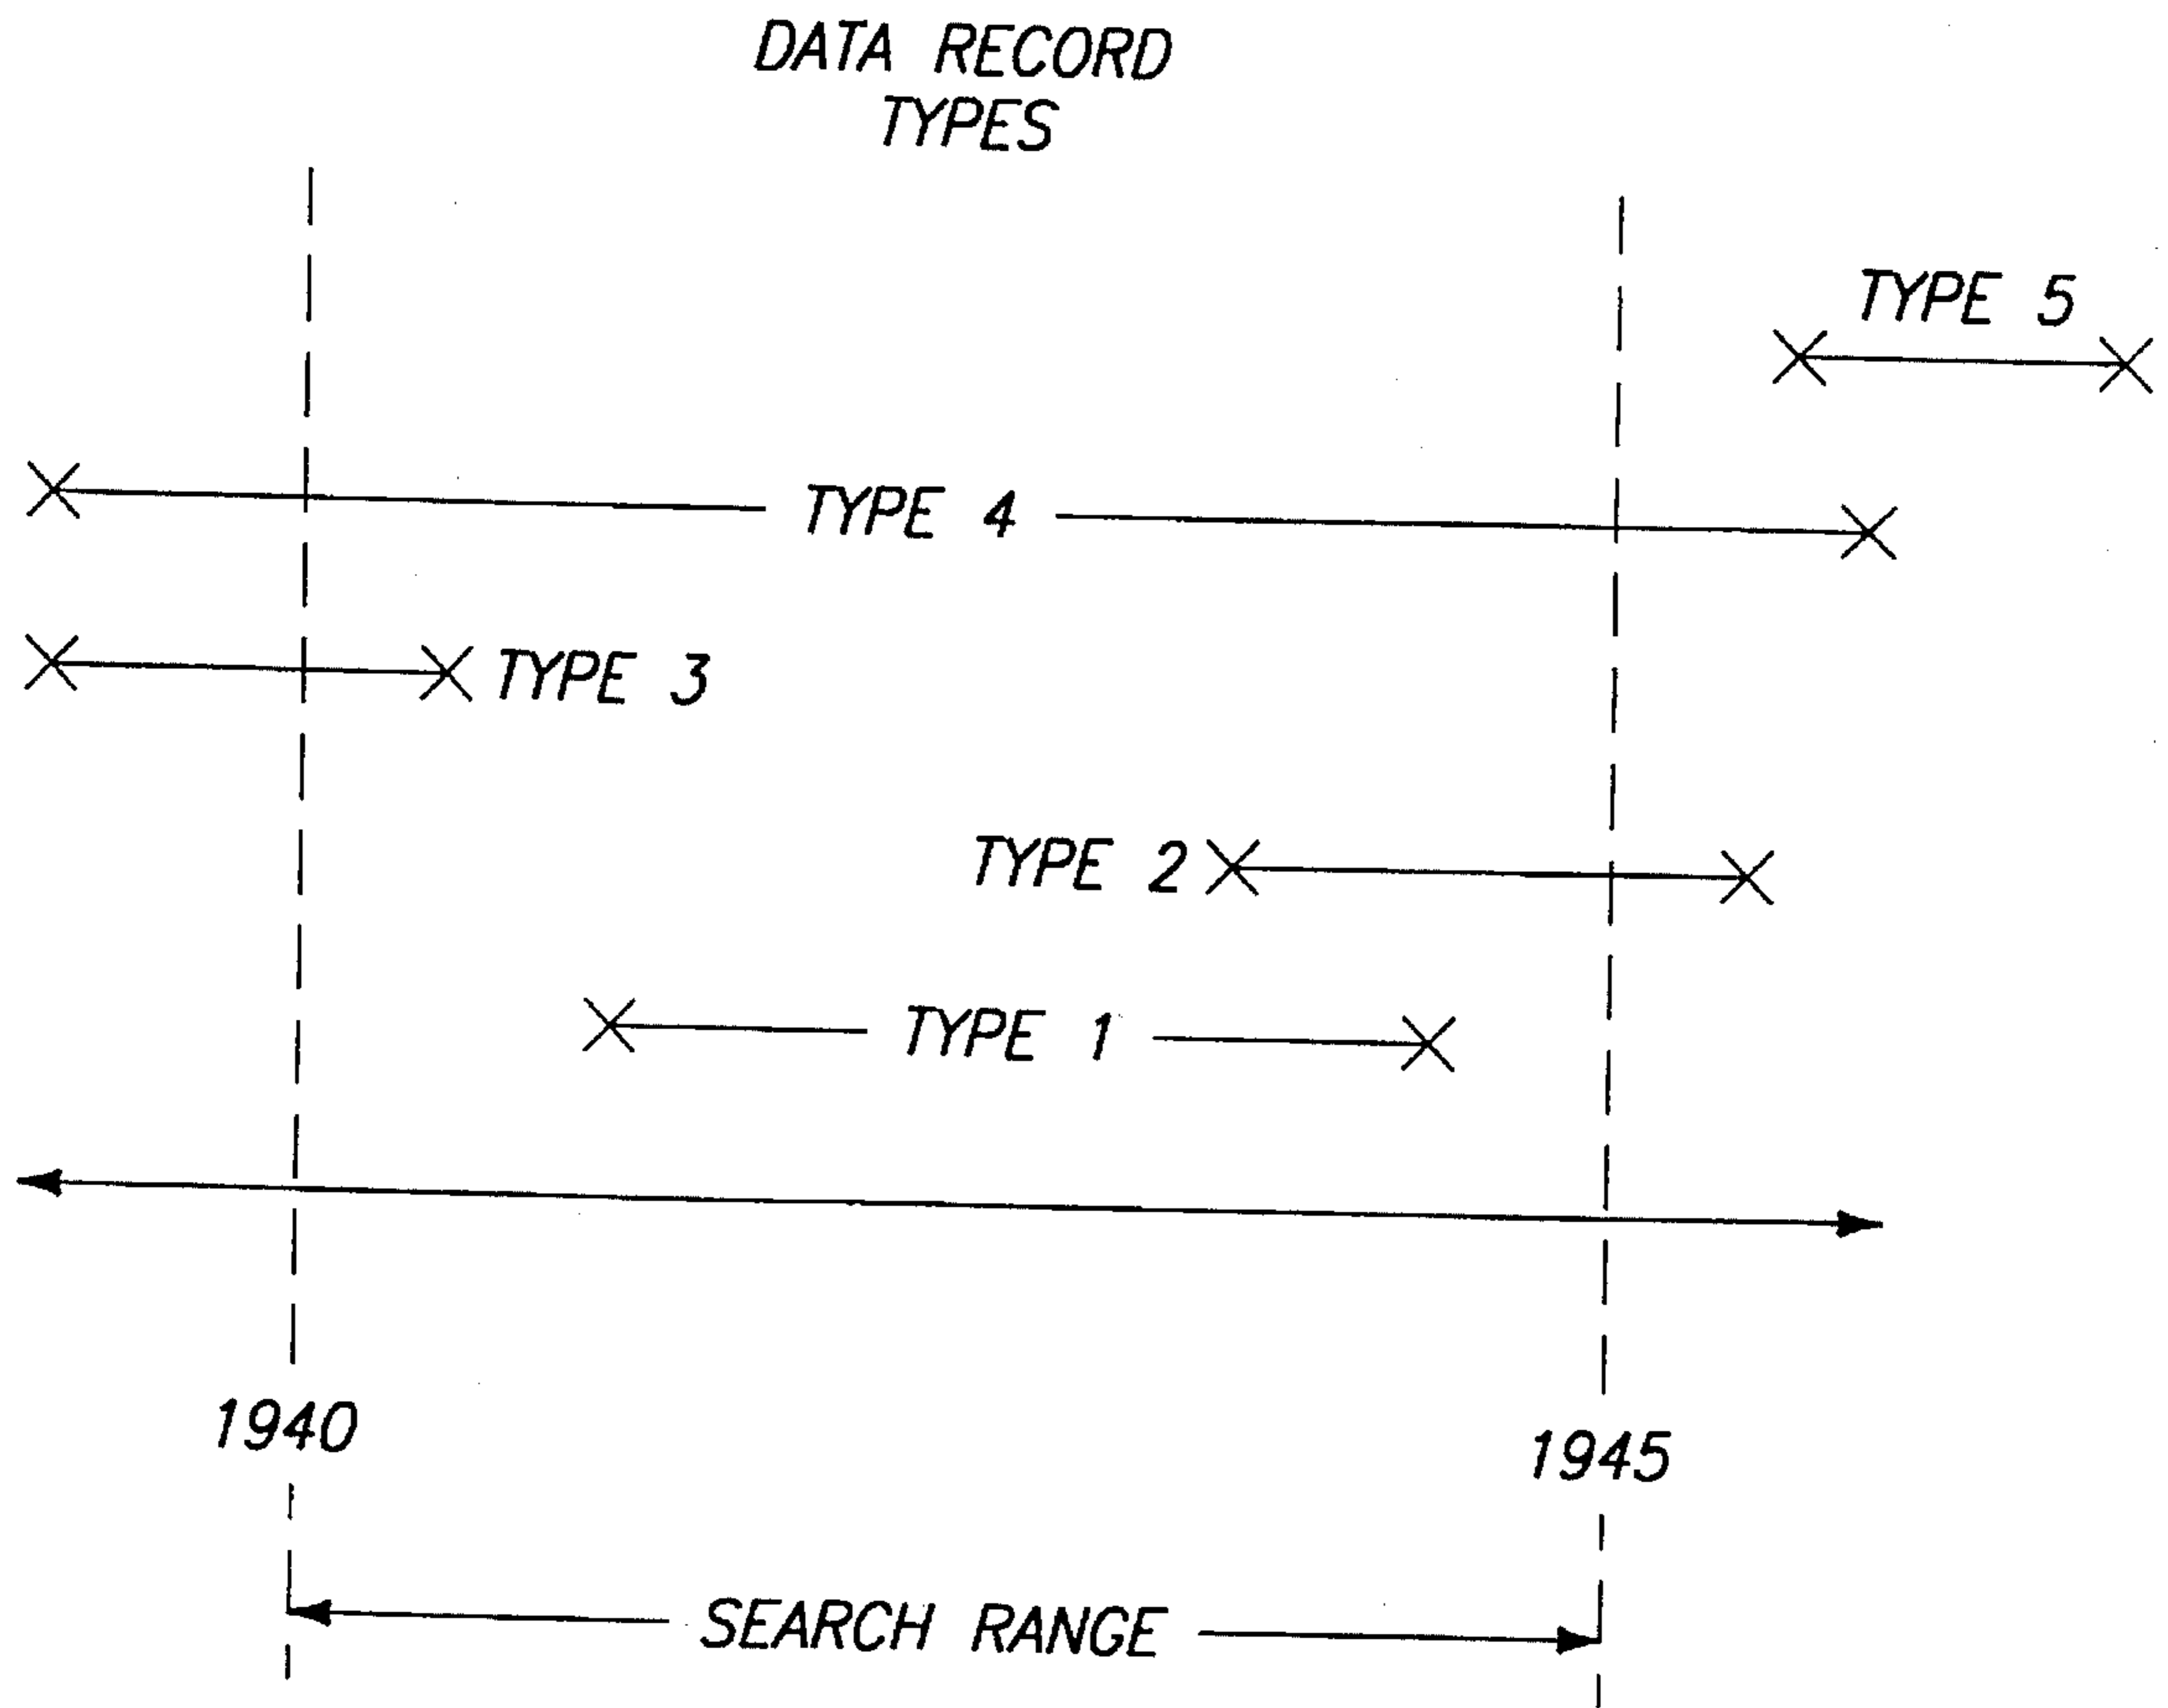 DATA RECORD
TYPES
TYPE 5
TYPE 4
TYPE 3
TYPE 2
TYPE 1
1940
1945
SEARCH RANGE